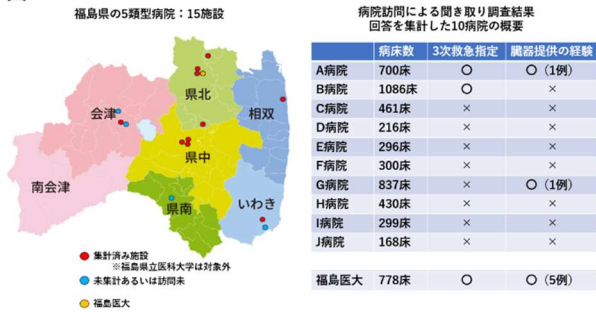 福島県の5類型病院：15施設
会津
県北
相双
県中
南会津
県南
いわき
集計済み施設
※福島県立医科大学は対象外
未集計あるいは訪問未
福島医大
病院訪問による聞き取り調査結果
回答を集計した10病院の概要
病床数 3次救急指定 臓器提供の経験
A病院 700床 〇 〇（1例）
B病院 1086床 〇 ×
C病院 461床 × ×
D病院 216床 × ×
E病院 296床 × ×
F病院 300床 × ×
G病院 837床 × 〇（1例）
H病院 430床 × ×
I病院 299床 × ×
J病院 168床 × ×
福島医大 778床 〇 〇（5例）